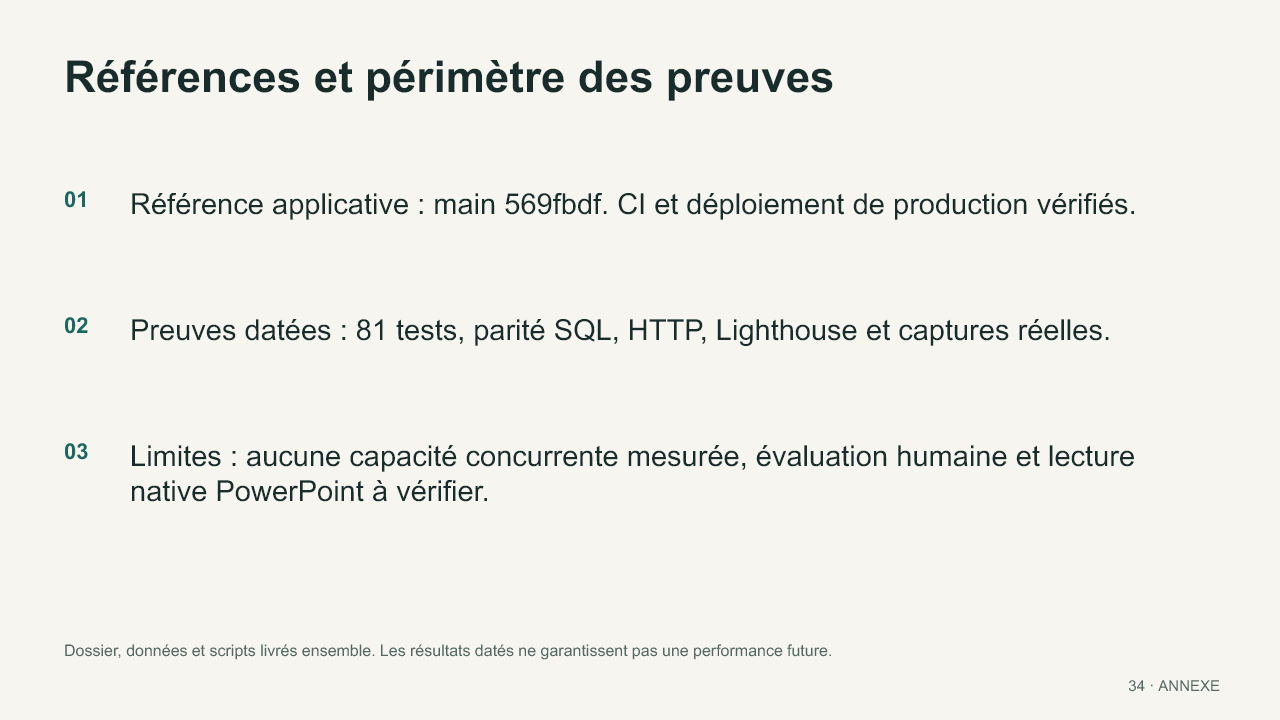 Références et périmètre des preuves
01 Référence applicative : main 569fbdf. CI et déploiement de production vérifiés.
02 Preuves datées : 81 tests, parité SQL, HTTP, Lighthouse et captures réelles.
03 Limites : aucune capacité concurrente mesurée, évaluation humaine et lecture
native PowerPoint à vérifier.
Dossier, données et scripts livrés ensemble. Les résultats datés ne garantissent pas une performance future.
34 · ANNEXE